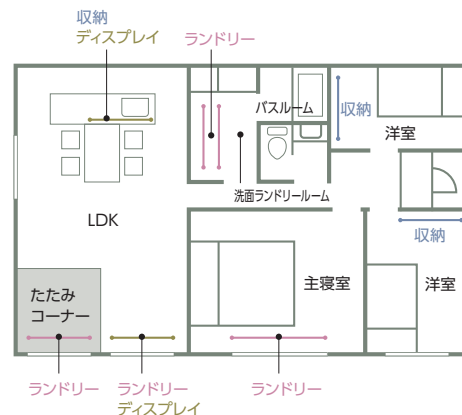 収納
ディスプレイ
ランドリー
バスルーム
収納
洋室
洗面ランドリールーム
LDK
収納
主寝室
洋室
たたみ
コーナー
ランドリー
ランドリー
ディスプレイ
ランドリー